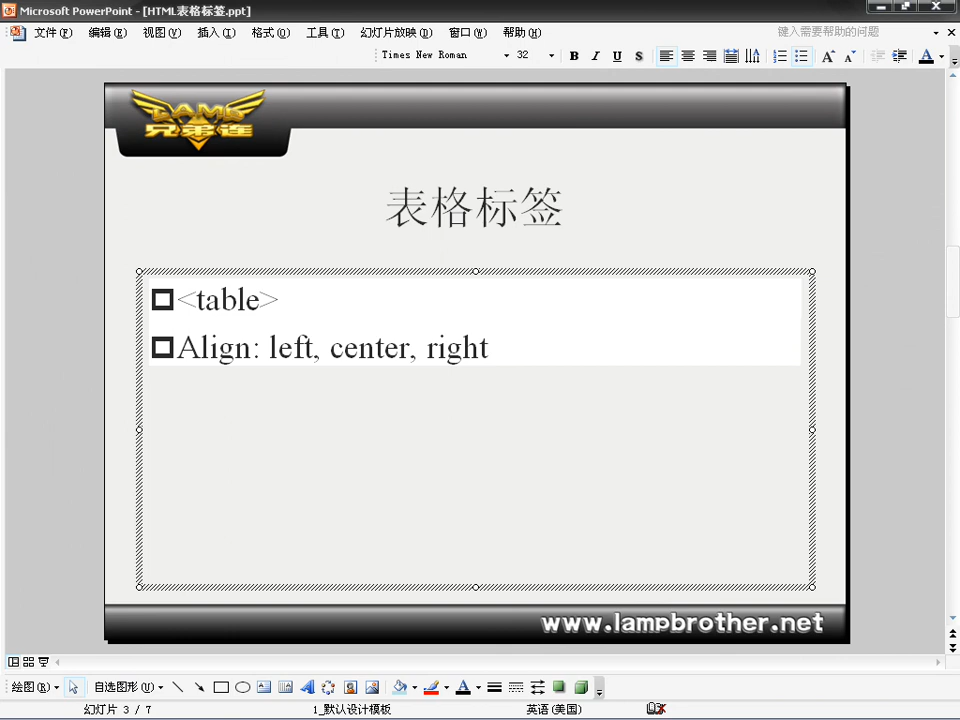 Microsoft PowerPoint - [HTML表格标签.ppt]
文件(F) 编辑(E) 视图(V) 插入(I) 格式(O) 工具(T) 幻灯片放映(D) 窗口(W) 帮助(H) 键入需要帮助的问题
Times New Roman 32 B I U S A A A
LAMP
兄弟连
表格标签
<table>
Align: left, center, right
www.lampbrother.net
绘图(R) 自选图形(U) A A
幻灯片 3 / 7 1_默认设计模板 英语(美国)